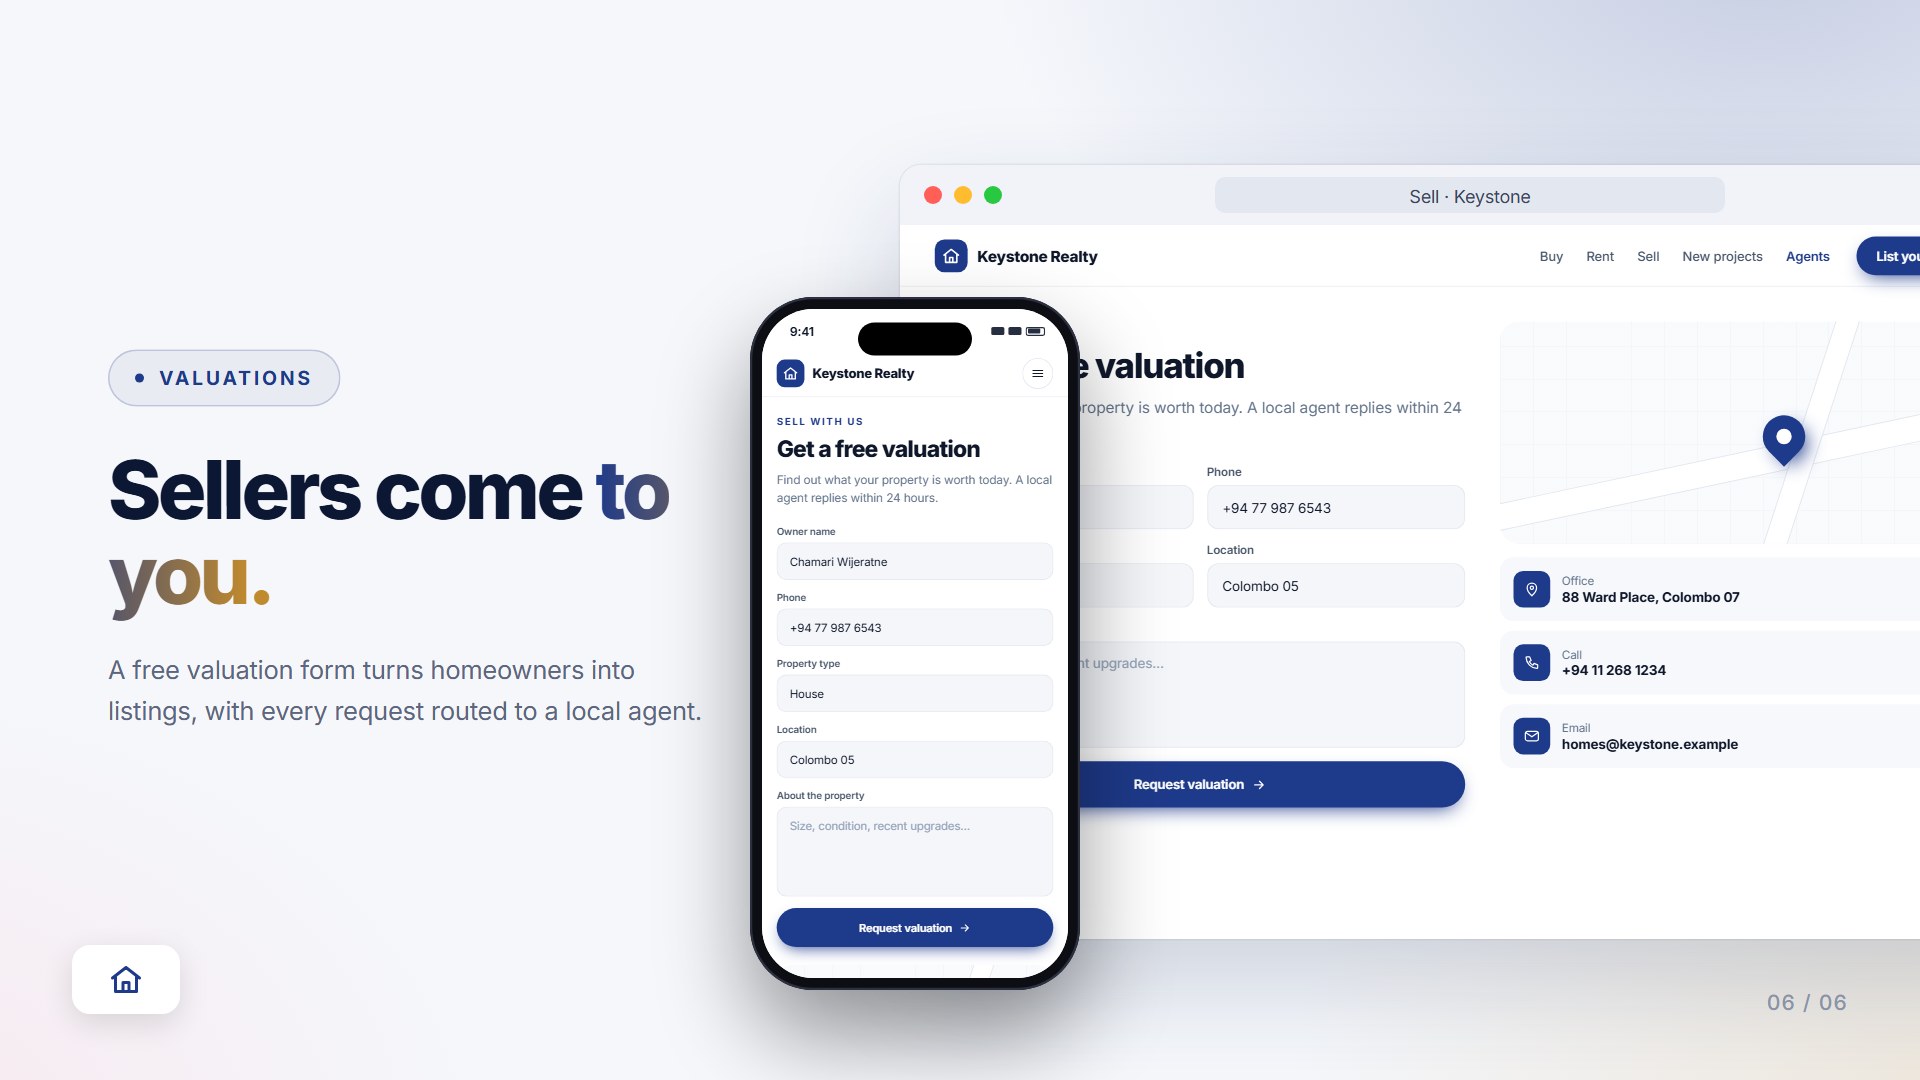 VALUATIONS
Sellers come to
you.
A free valuation form turns homeowners into
listings, with every request routed to a local agent.
9:41
Keystone Realty
SELL WITH US
Get a free valuation
Find out what your property is worth today. A local
agent replies within 24 hours.
Owner name
Chamari Wijeratne
Phone
+94 77 987 6543
Property type
House
Location
Colombo 05
About the property
Size, condition, recent upgrades...
Request valuation →
Sell · Keystone
Keystone Realty
Buy Rent Sell New projects Agents List
valuation
property is worth today. A local agent replies within 24
Phone
+94 77 987 6543
Location
Colombo 05
upgrades...
Request valuation →
Office
88 Ward Place, Colombo 07
Call
+94 11 268 1234
Email
homes@keystone.example
06 / 06